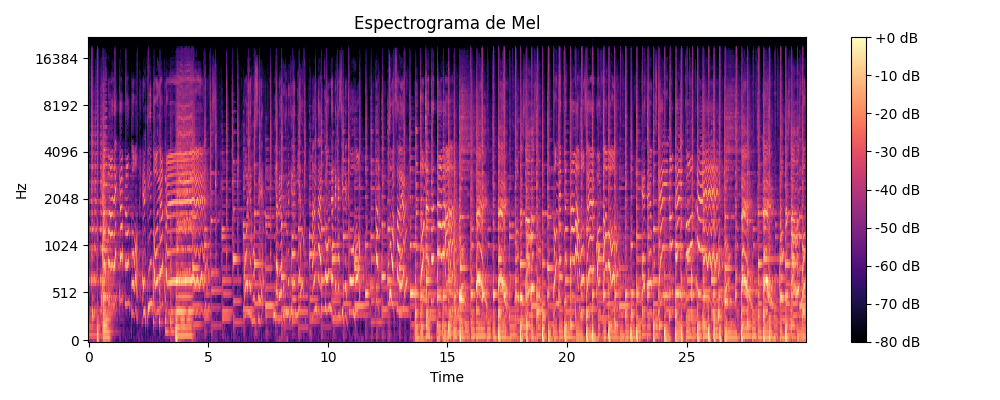 Espectrograma de Mel
Hz
16384
8192
4096
2048
1024
512
0
0 5 10 15 20 25
Time
+0 dB
-10 dB
-20 dB
-30 dB
-40 dB
-50 dB
-60 dB
-70 dB
-80 dB